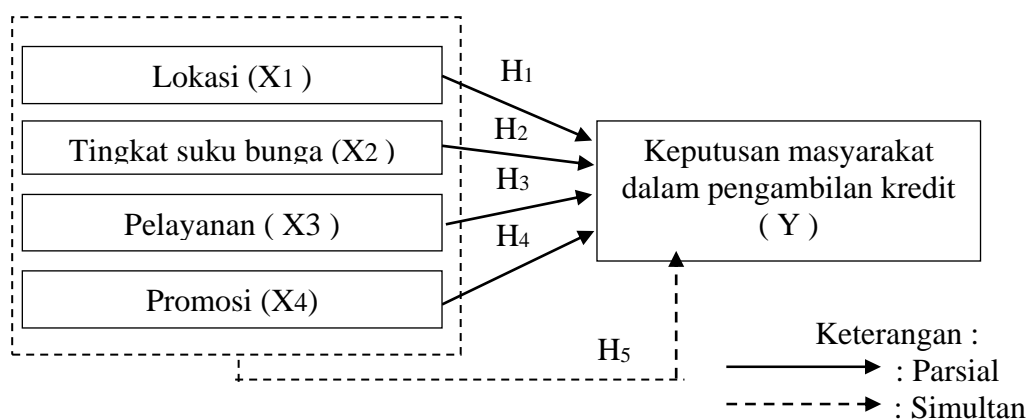 Lokasi (X1 )
H1
Tingkat suku bunga (X2 )
H2
Pelayanan ( X3 )
H3
Promosi (X4)
H4
Keputusan masyarakat
dalam pengambilan kredit
( Y )
H5
Keterangan :
: Parsial
: Simultan